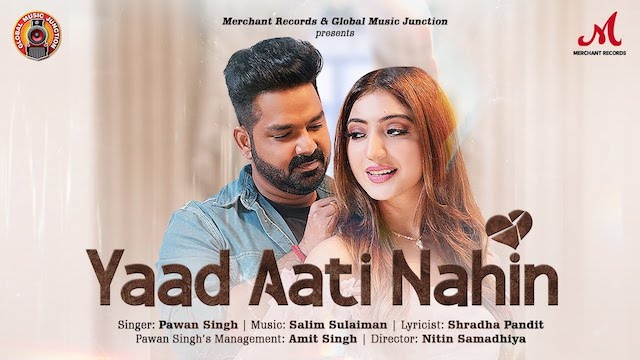 Merchant Records & Global Music Junction
presents
GLOBAL MUSIC JUNCTION
MERCHANT RECORDS
Yaad Aati Nahin
Singer: Pawan Singh | Music: Salim Sulaiman | Lyricist: Shradha Pandit
Pawan Singh's Management: Amit Singh | Director: Nitin Samadhiya